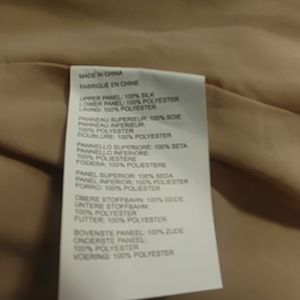 MADE IN CHINA
FABRIQUÉ EN CHINE
UPPER PANEL: 100% SILK
LOWER PANEL: 100% POLYESTER
LINING: 100% POLYESTER
PANNEAU SUPERIEUR: 100% SOIE
PANNEAU INFERIEUR:
100% POLYESTER
DOUBLURE: 100% POLYESTER
PANNELLO SUPERIORE: 100% SETA
PANNELLO INFERIORE:
100% POLIESTERE
FODERA: 100% POLIESTERE
PANEL SUPERIOR: 100% SEDA
PANEL INFERIOR: 100% POLYESTER
FORRO: 100% POLYESTER
OBERE STOFFBAHN: 100% SEIDE
UNTERE STOFFBAHN:
100% POLYESTER
FUTTER: 100% POLYESTER
BOVENSTE PANEEL: 100% ZIJDE
ONDERSTE PANEEL:
100% POLYESTER
VOERING: 100% POLYESTER